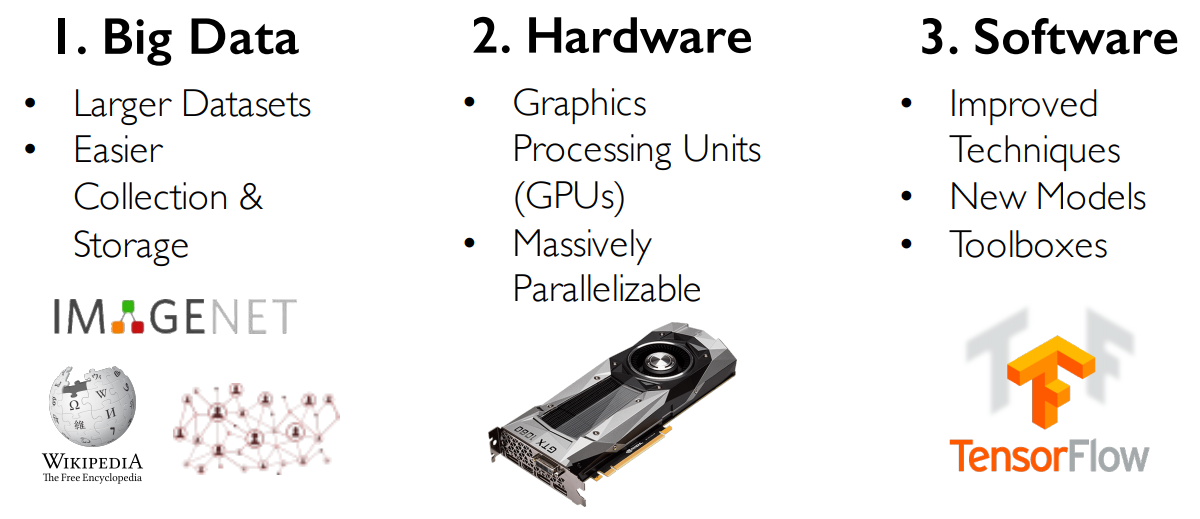 1. Big Data
• Larger Datasets
• Easier
Collection &
Storage
IMAGENET
WIKIPEDIA
The Free Encyclopedia
2. Hardware
• Graphics
Processing Units
(GPUs)
• Massively
Parallelizable
GTX 1080
3. Software
• Improved
Techniques
• New Models
• Toolboxes
TensorFlow